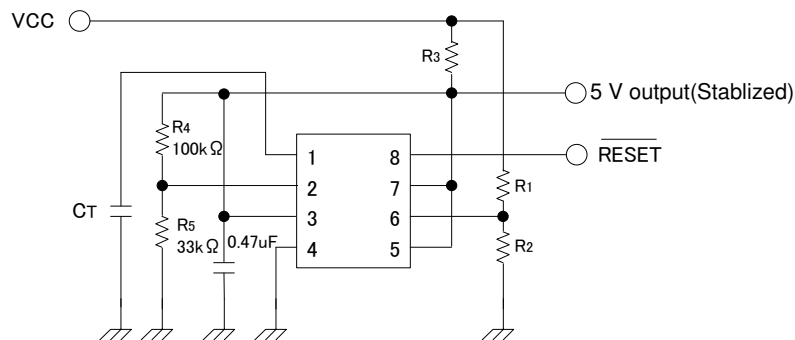 VCC
R3
5 V output(Stablized)
R4
100kΩ
1 8
RESET
2 7
R1
CT
3 6
R5
33kΩ
0.47uF
4 5
R2